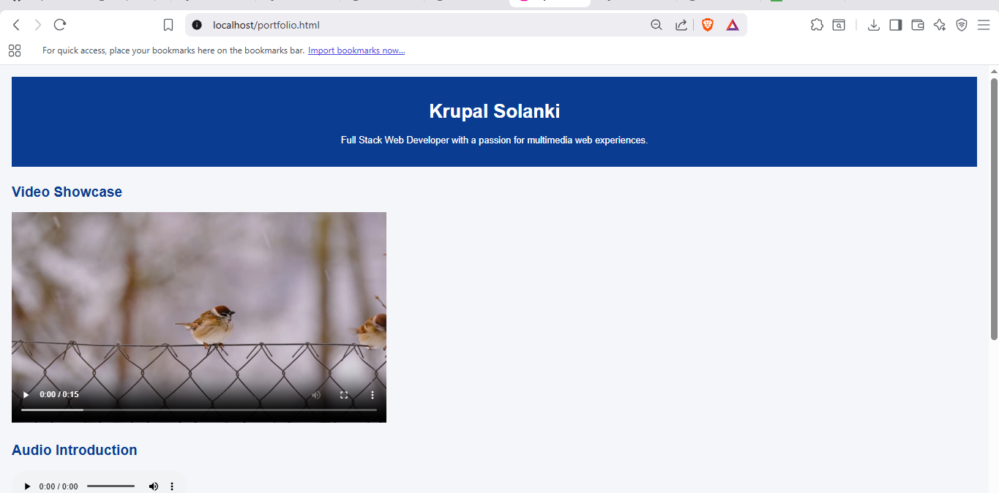 localhost/portfolio.html
For quick access, place your bookmarks here on the bookmarks bar. Import bookmarks now...
Krupal Solanki
Full Stack Web Developer with a passion for multimedia web experiences.
Video Showcase
0:00 / 0:15
Audio Introduction
0:00 / 0:00